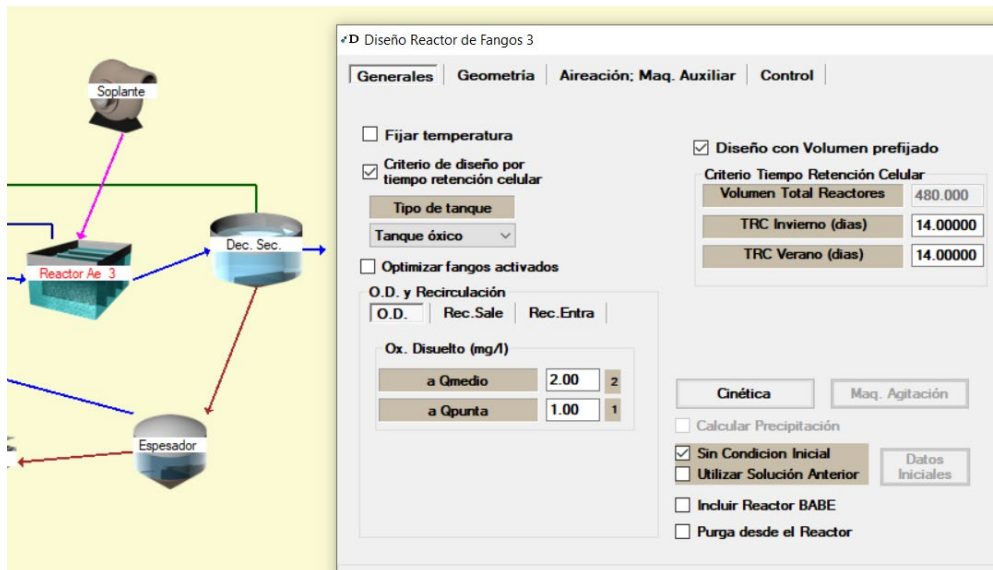 Soplante
Dec. Sec.
Reactor Ae 3
Espesador
Diseño Reactor de Fangos 3
Generales Geometría Aireación; Maq. Auxiliar Control
Fijar temperatura
Criterio de diseño por
tiempo retención celular
Tipo de tanque
Tanque óxico
Optimizar fangos activados
O.D. y Recirculación
O.D. Rec.Sale Rec.Entra
Ox. Disuelto (mg/l)
a Qmedio 2.00 2
a Qpunta 1.00 1
Diseño con Volumen prefijado
Criterio Tiempo Retención Celular
Volumen Total Reactores 480.000
TRC Invierno (dias) 14.00000
TRC Verano (dias) 14.00000
Cinética Maq. Agitación
Calcular Precipitación
Sin Condicion Inicial
Utilizar Solución Anterior
Datos
Iniciales
Incluir Reactor BABE
Purga desde el Reactor